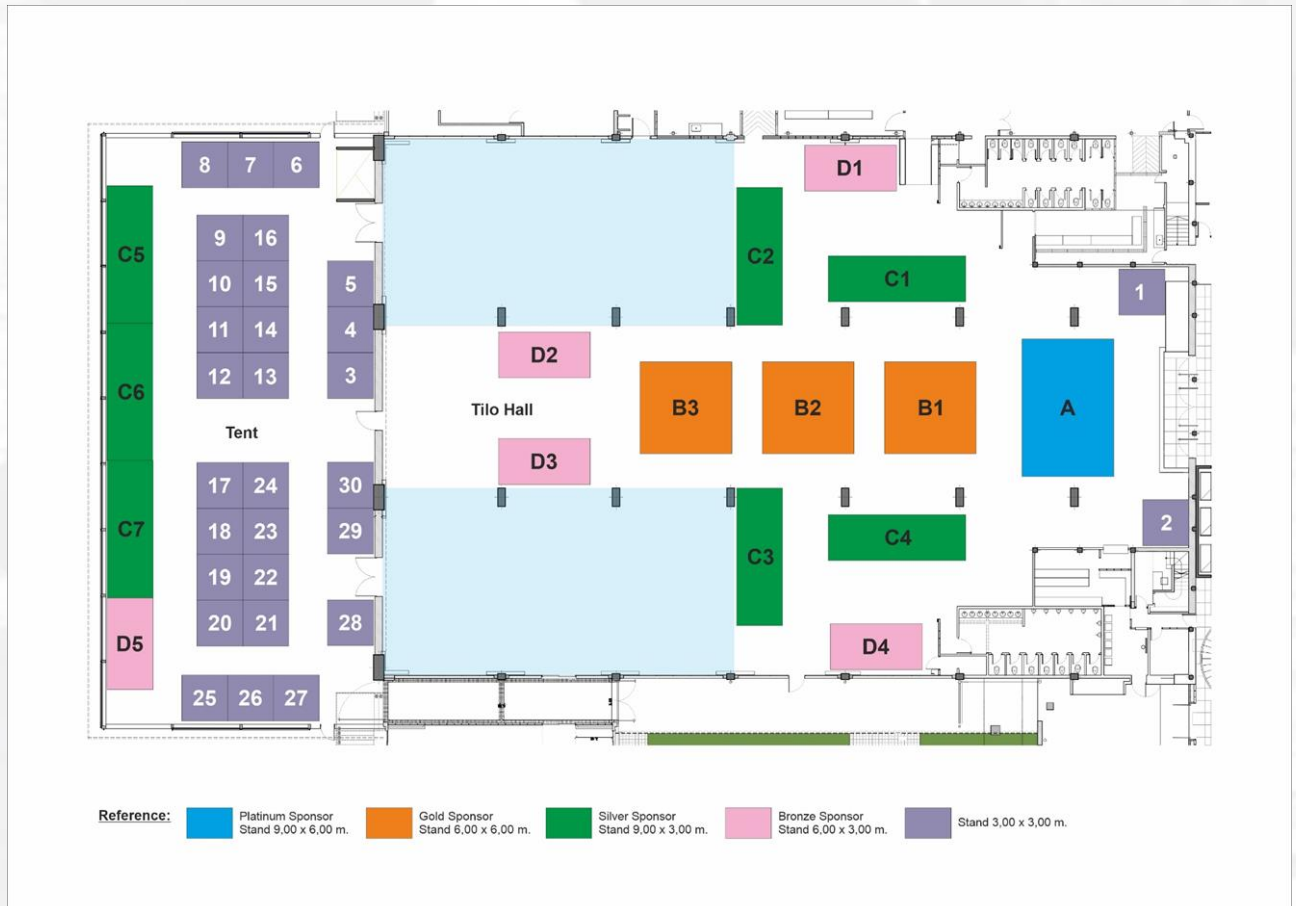 8 7 6
D1
C5
C2
9 16
C1
10 15
5
1
11 14
4
D2
12 13
3
C6
B3
B2
B1
A
Tilo Hall
Tent
D3
17 24
30
2
C7
18 23
29
C3
C4
19 22
20 21
28
D5
D4
25 26 27
Reference:
Platinum Sponsor
Stand 9,00 x 6,00 m.
Gold Sponsor
Stand 6,00 x 6,00 m.
Silver Sponsor
Stand 9,00 x 3,00 m.
Bronze Sponsor
Stand 6,00 x 3,00 m.
Stand 3,00 x 3,00 m.